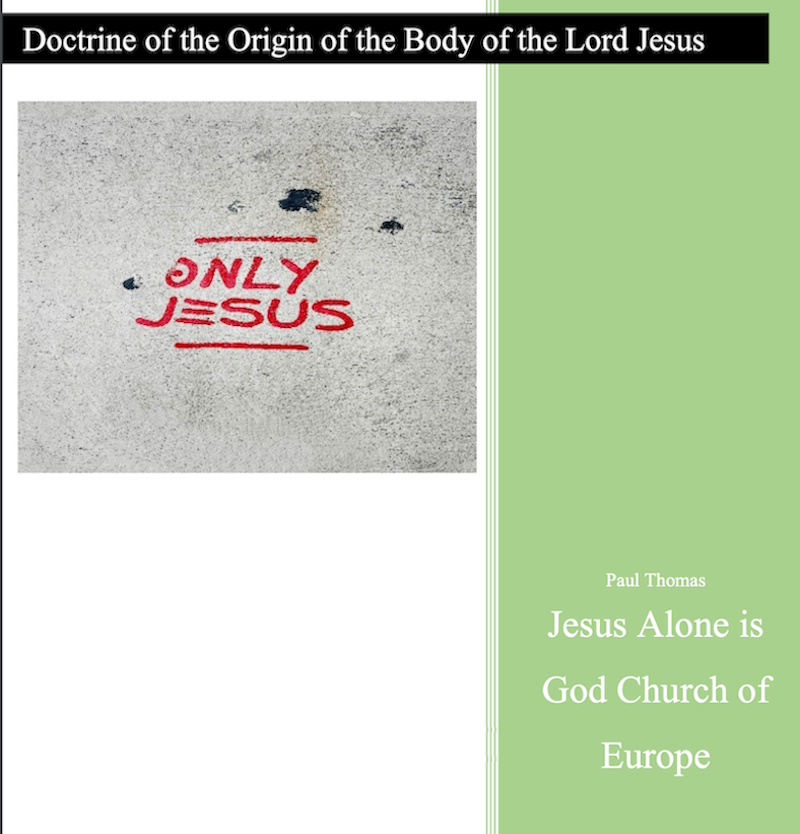 Doctrine of the Origin of the Body of the Lord Jesus
ONLY
JESUS
Paul Thomas
Jesus Alone is
God Church of
Europe